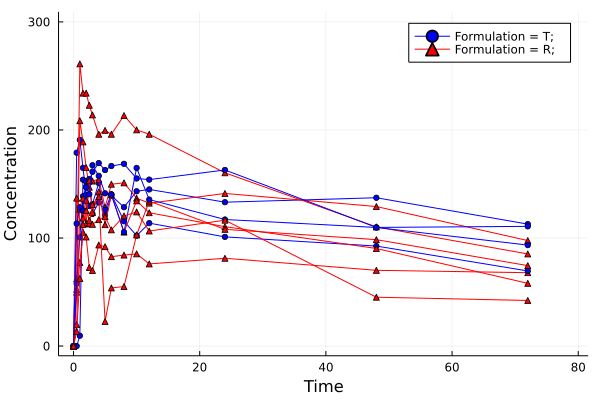 300
200
100
0
Concentration
Formulation = T;
Formulation = R;
0
20
40
60
80
Time